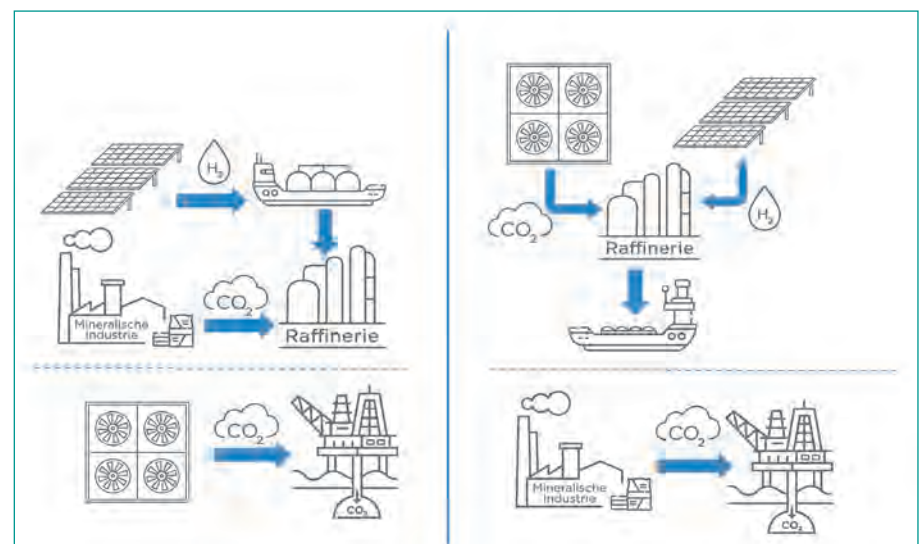 H₂
CO₂
Mineralische
Industrie
Raffinerie
CO₂
CO₂
CO₂
H₂
Raffinerie
CO₂
Mineralische
Industrie
CO₂